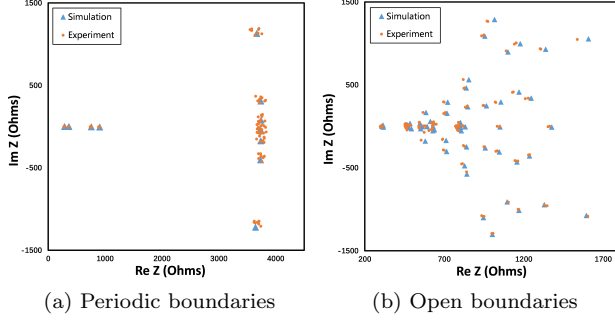 1500
Simulation
Experiment
500
-500
-1500
0
1000
2000
3000
4000
Im Z (Ohms)
Re Z (Ohms)
(a) Periodic boundaries
1500
Simulation
Experiment
500
-500
-1500
200
700
1200
1700
Im Z (Ohms)
Re Z (Ohms)
(b) Open boundaries